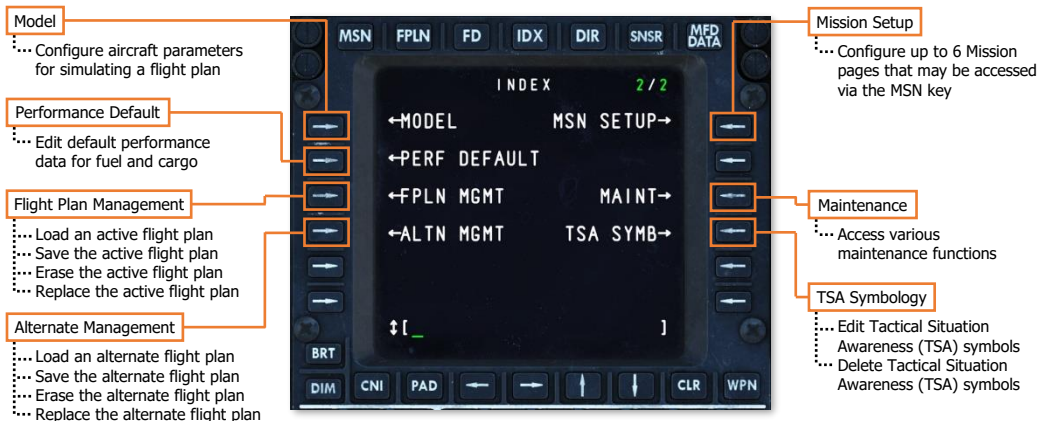 Model
Configure aircraft parameters
for simulating a flight plan
Performance Default
Edit default performance
data for fuel and cargo
Flight Plan Management
Load an active flight plan
Save the active flight plan
Erase the active flight plan
Replace the active flight plan
Alternate Management
Load an alternate flight plan
Save the alternate flight plan
Erase the alternate flight plan
Replace the alternate flight plan
MSN FPLN FD IDX DIR SNSR MFD DATA
INDEX 2/2
←MODEL MSN SETUP→
←PERF DEFAULT
←FPLN MGMT MAINT→
←ALTN MGMT TSA SYMB→
↕[_ ]
BRT
DIM CNI PAD ← → ↑ ↓ CLR WPN
Mission Setup
Configure up to 6 Mission
pages that may be accessed
via the MSN key
Maintenance
Access various
maintenance functions
TSA Symbology
Edit Tactical Situation
Awareness (TSA) symbols
Delete Tactical Situation
Awareness (TSA) symbols